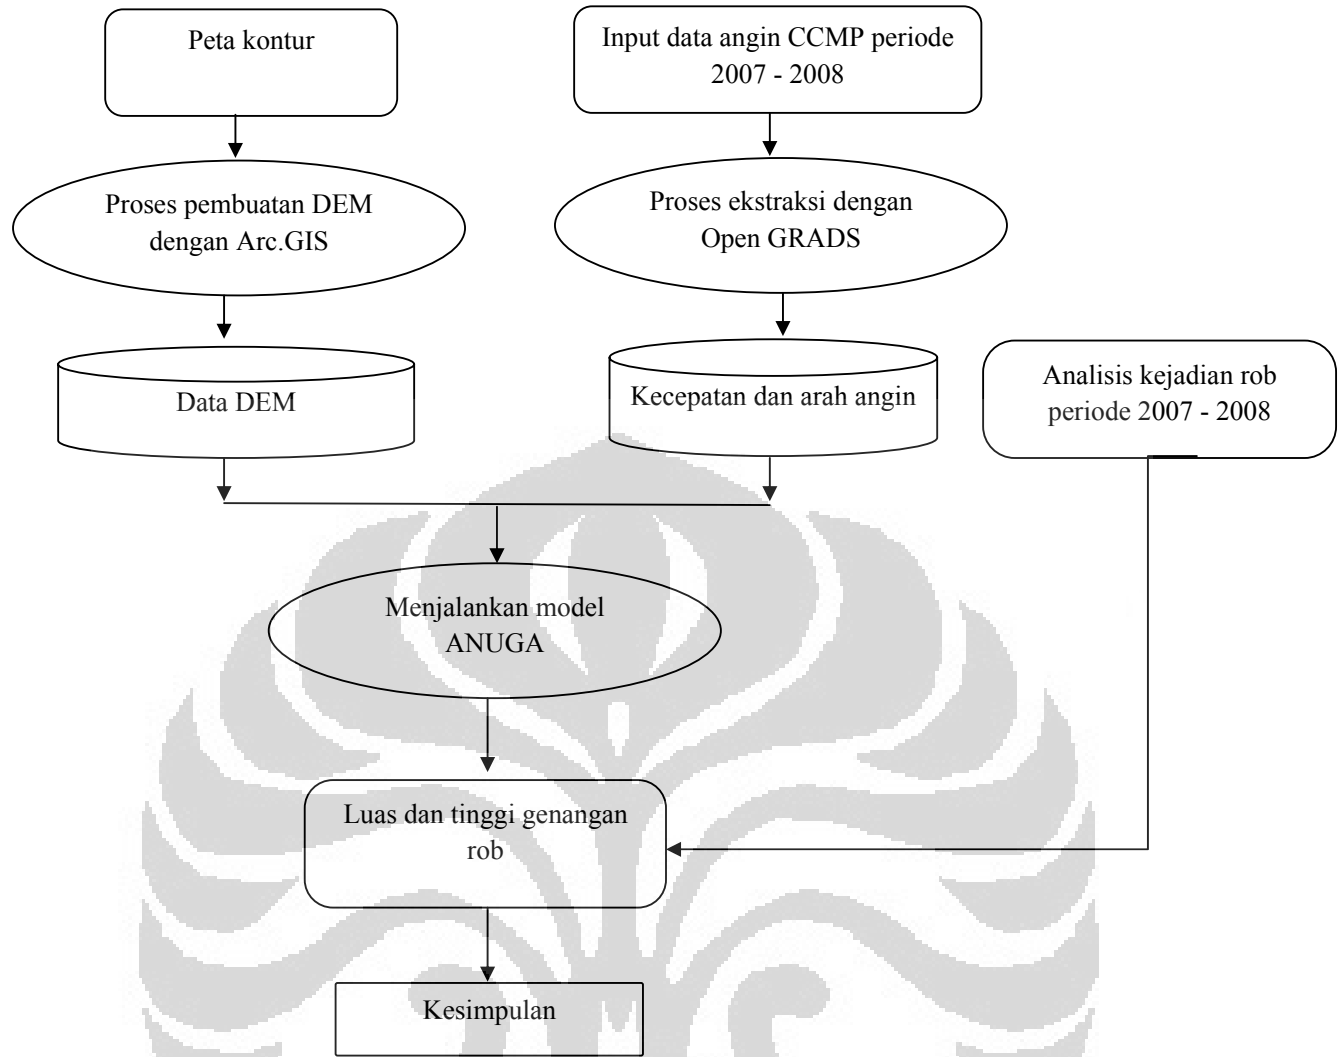 Peta kontur
Input data angin CCMP periode
2007 - 2008
Proses pembuatan DEM
dengan Arc.GIS
Proses ekstraksi dengan
Open GRADS
Data DEM
Kecepatan dan arah angin
Analisis kejadian rob
periode 2007 - 2008
Menjalankan model
ANUGA
Luas dan tinggi genangan
rob
Kesimpulan